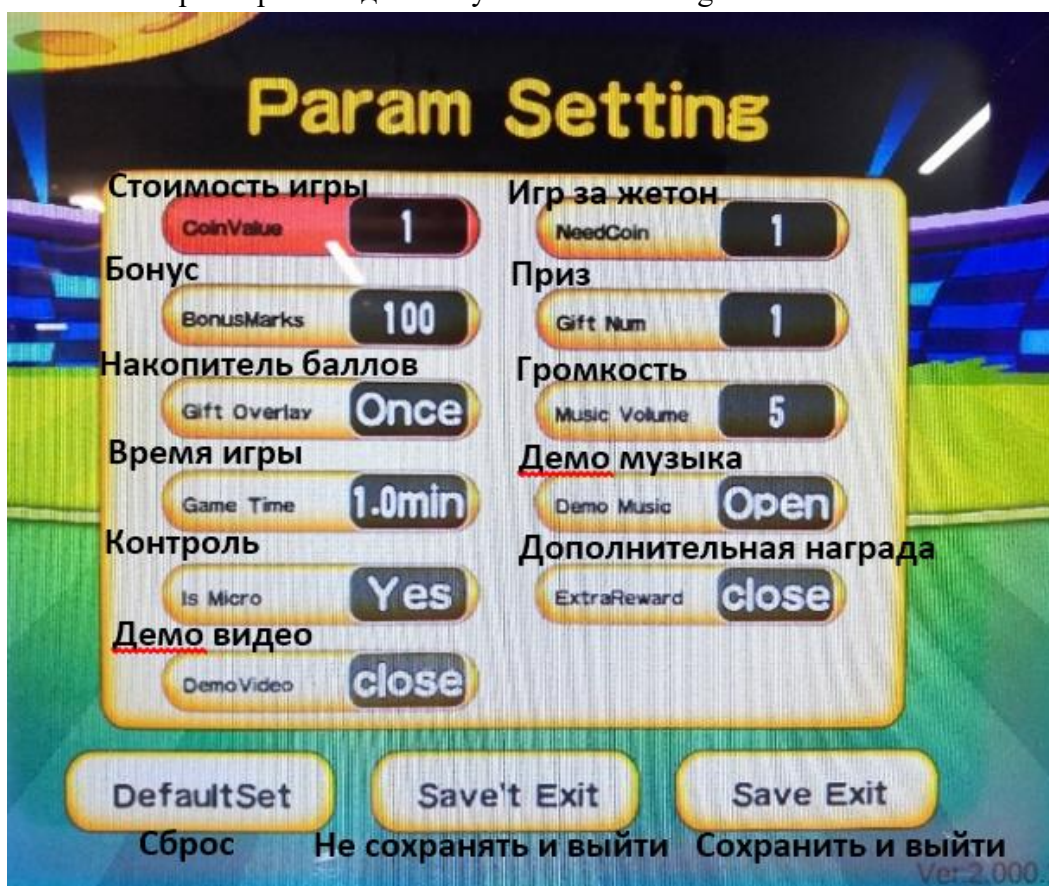 Param Setting
Стоимость игры
CoinValue 1
Игр за жетон
NeedCoin 1
Бонус
BonusMarks 100
Приз
Gift Num 1
Накопитель баллов
Gift Overlay Once
Громкость
Music Volume 5
Время игры
Game Time 1.0min
Демо музыка
Demo Music Open
Контроль
Is Micro Yes
Дополнительная награда
ExtraReward close
Демо видео
DemoVideo close
DefaultSet Save't Exit Save Exit
Сброс Не сохранять и выйти Сохранить и выйти
Ver:2.000.